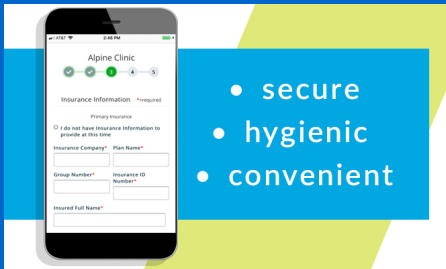 AT&T 2:46 PM
Alpine Clinic
3 4 5
Insurance Information *=required
Primary Insurance
I do not have Insurance Information to
provide at this time
Insurance Company* Plan Name*
Group Number* Insurance ID
Number*
Insured Full Name*
• secure
• hygienic
• convenient